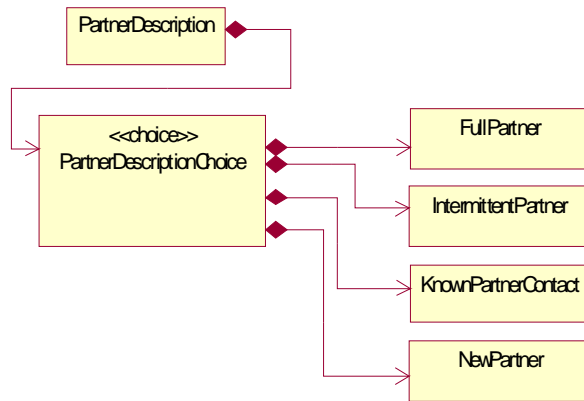 PartnerDescription
<<choice>>
PartnerDescriptionChoice
FullPartner
IntermittentPartner
KnownPartnerContact
NewPartner